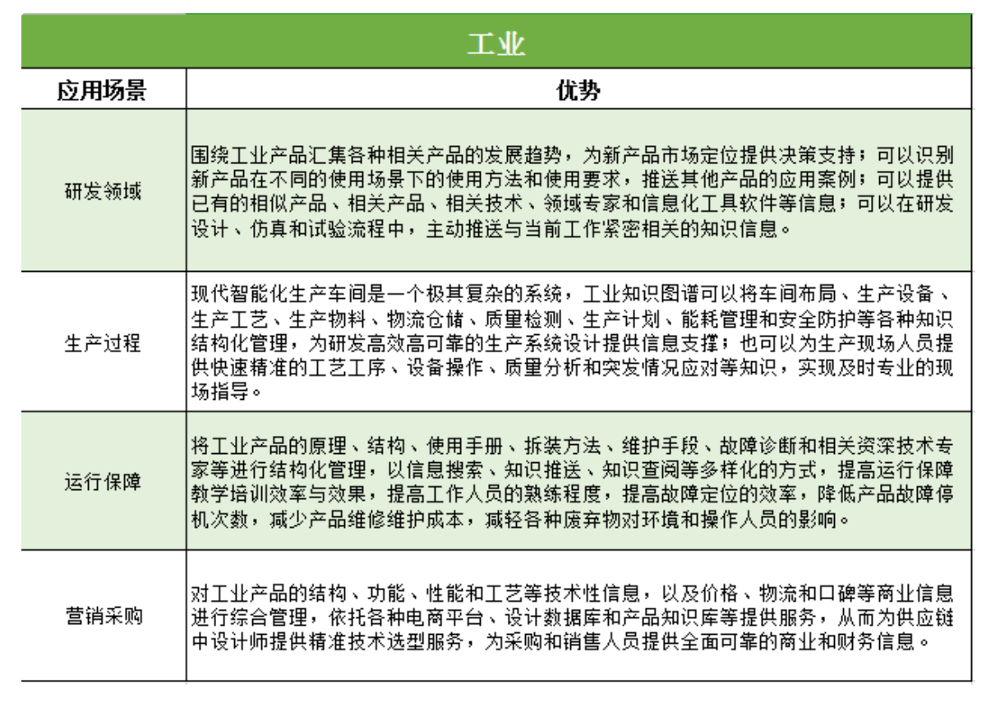 工业
应用场景
优势
研发领域
围绕工业产品汇集各种相关产品的发展趋势，为新产品市场定位提供决策支持；可以识别
新产品在不同的使用场景下的使用方法和使用要求，推送其他产品的应用案例；可以提供
已有的相似产品、相关产品、相关技术、领域专家和信息化工具软件等信息；可以在研发
设计、仿真和试验流程中，主动推送与当前工作紧密相关的知识信息。
生产过程
现代智能化生产车间是一个极其复杂的系统，工业知识图谱可以将车间布局、生产设备、
生产工艺、生产物料、物流仓储、质量检测、生产计划、能耗管理和安全防护等各种知识
结构化管理，为研发高效高可靠的生产系统设计提供信息支撑；也可以为生产现场人员提
供快速精准的工艺工序、设备操作、质量分析和突发情况应对等知识，实现及时专业的现
场指导。
运行保障
将工业产品的原理、结构、使用手册、拆装方法、维护手段、故障诊断和相关资深技术专
家等进行结构化管理，以信息搜索、知识推送、知识查阅等多样化的方式，提高运行保障
教学培训效率与效果，提高工作人员的熟练程度，提高故障定位的效率，降低产品故障停
机次数，减少产品维修维护成本，减轻各种废弃物对环境和操作人员的影响。
营销采购
对工业产品的结构、功能、性能和工艺等技术性信息，以及价格、物流和口碑等商业信息
进行综合管理，依托各种电商平台、设计数据库和产品知识库等提供服务，从而为供应链
中设计师提供精准技术选型服务，为采购和销售人员提供全面可靠的商业和财务信息。